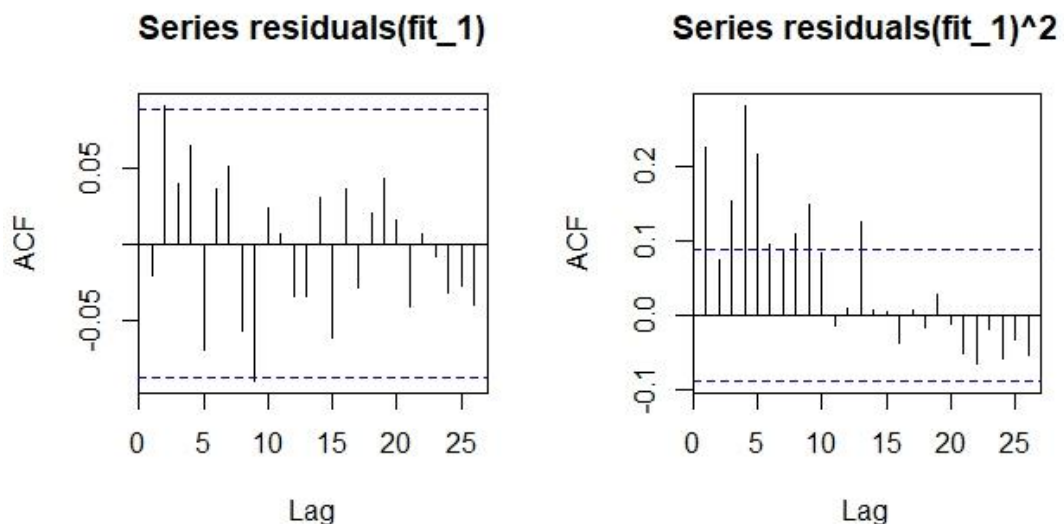 Series residuals(fit_1)
ACF
0.05
-0.05
0 5 10 15 20 25
Lag
Series residuals(fit_1)^2
ACF
0.2
0.1
0.0
-0.1
0 5 10 15 20 25
Lag